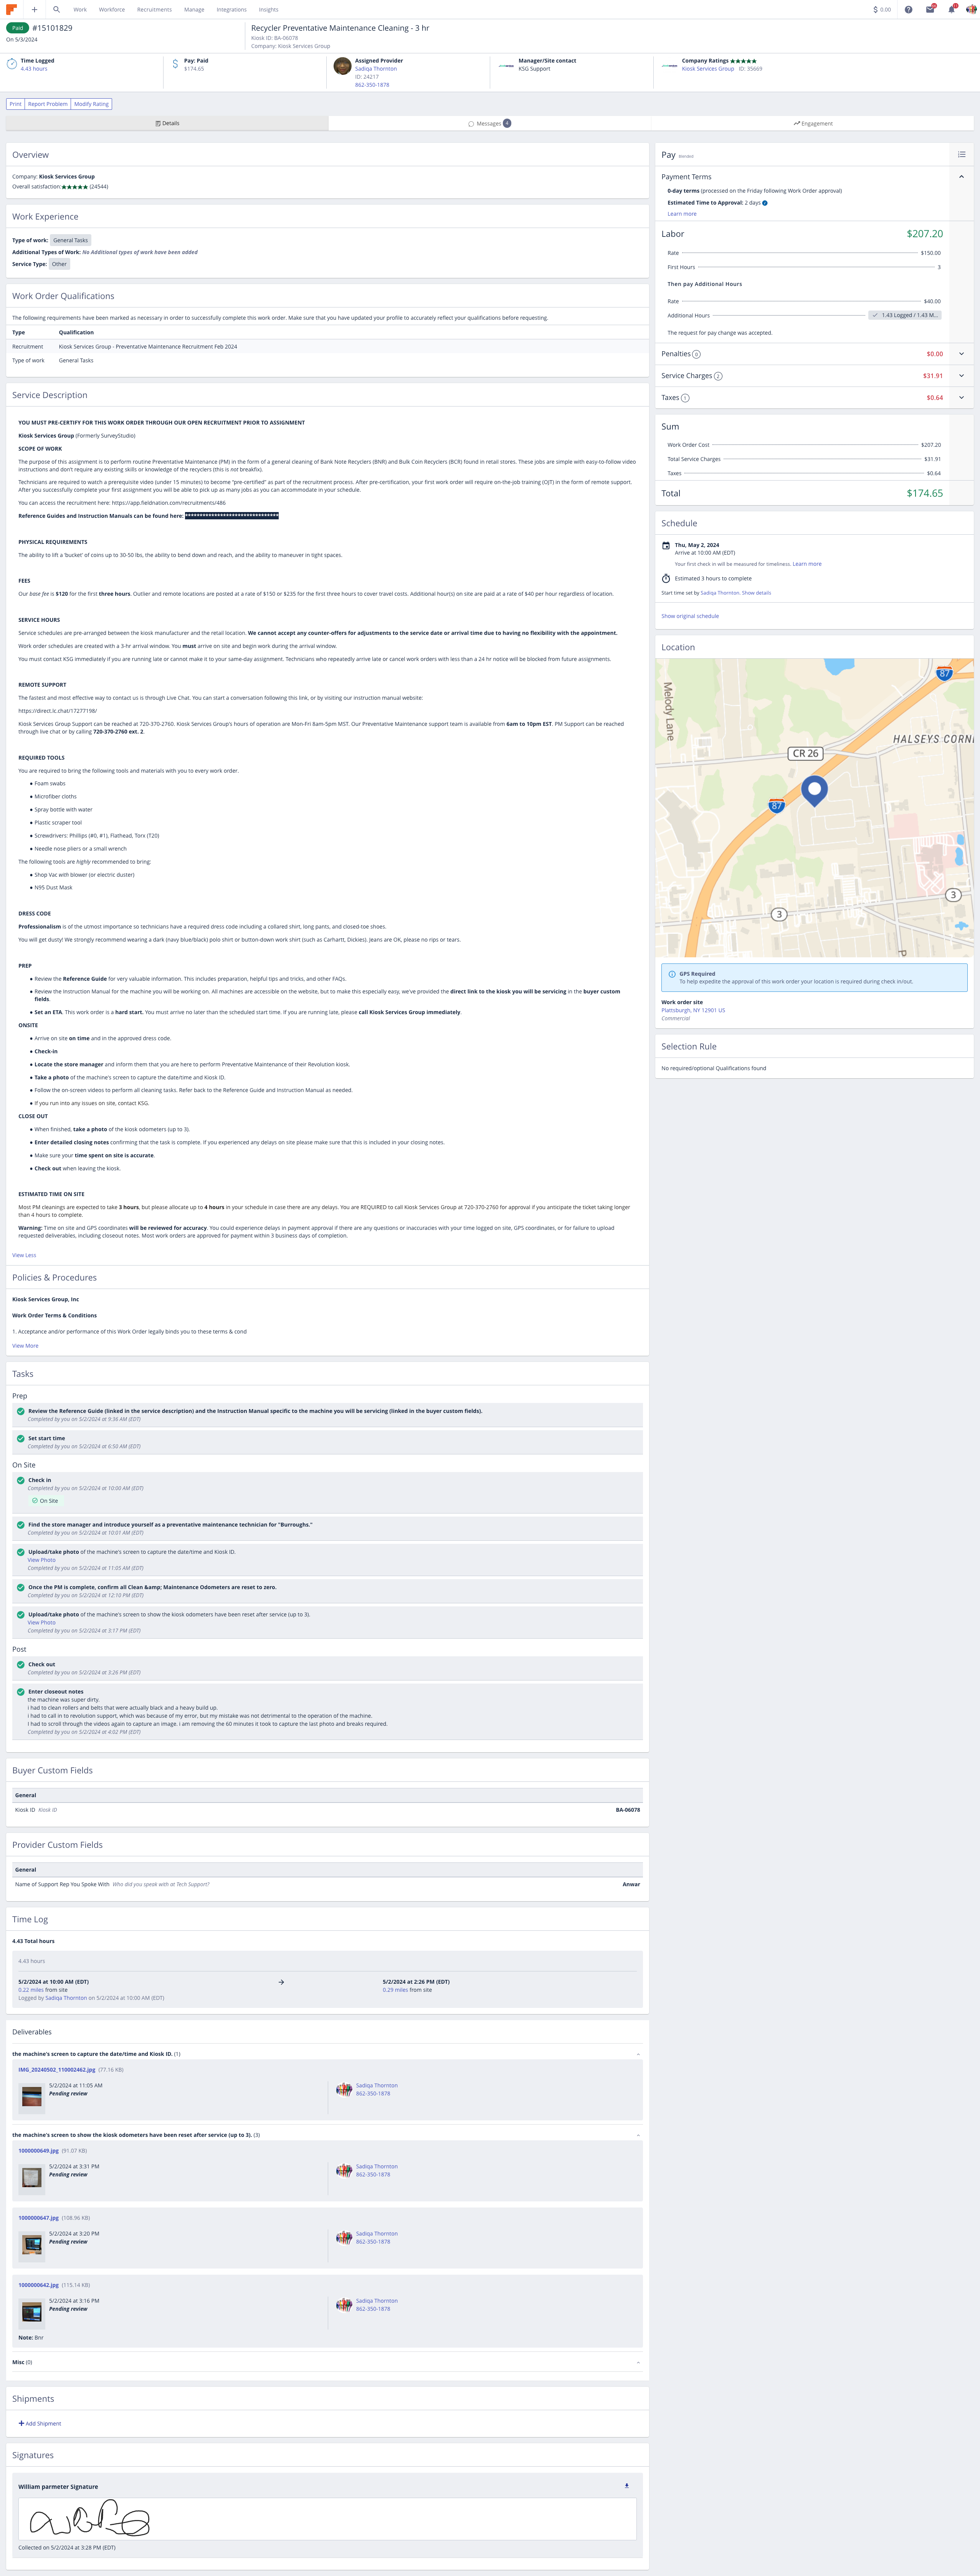 Work
Workforce
Recruitments
Manage
Integrations
Insights
0.00
Paid #15101829
On 5/3/2024
Recycler Preventative Maintenance Cleaning - 3 hr
Kiosk ID: BA-06078
Company: Kiosk Services Group
Time Logged
4.43 hours
Pay: Paid
$174.65
Assigned Provider
Sadiqa Thornton
ID: 24217
862-350-1878
Manager/Site contact
KSG Support
Company Ratings ★★★★★
Kiosk Services Group ID: 35669
Print
Report Problem
Modify Rating
Details
Messages
Engagement
Overview
Company: Kiosk Services Group
Overall satisfaction: ★★★★★ (24544)
Work Experience
Type of work: General Tasks
Additional Types of Work: No Additional types of work have been added
Service Type: Other
Work Order Qualifications
The following requirements have been marked as necessary in order to successfully complete this work order. Make sure that you have updated your profile to accurately reflect your qualifications before requesting.
Type Qualification
Recruitment Kiosk Services Group - Preventative Maintenance Recruitment Feb 2024
Type of work General Tasks
Service Description
YOU MUST PRE-CERTIFY FOR THIS WORK ORDER THROUGH OUR OPEN RECRUITMENT PRIOR TO ASSIGNMENT
Kiosk Services Group (Formerly SurveyStudio)
SCOPE OF WORK
The purpose of this assignment is to perform routine Preventative Maintenance (PM) in the form of a general cleaning of Bank Note Recyclers (BNR) and Bulk Coin Recyclers (BCR) found in retail stores. These jobs are simple with easy-to-follow video
instructions and don't require any existing skills or knowledge of the recyclers (this is not breakfix).
Technicians are required to watch a prerequisite video (under 15 minutes) to become "pre-certified" as part of the recruitment process. After pre-certification, your first work order will require on-the-job training (OJT) in the form of remote support.
After you successfully complete your first assignment you will be able to pick up as many jobs as you can accommodate in your schedule.
You can access the recruitment here: https://app.fieldnation.com/recruitments/486
Reference Guides and Instruction Manuals can be found here:
PHYSICAL REQUIREMENTS
The ability to lift a 'bucket' of coins up to 30-50 lbs, the ability to bend down and reach, and the ability to maneuver in tight spaces.
FEES
Our base fee is $120 for the first three hours. Outlier and remote locations are posted at a rate of $150 or $235 for the first three hours to cover travel costs. Additional hour(s) on site are paid at a rate of $40 per hour regardless of location.
SERVICE HOURS
Service schedules are pre-arranged between the kiosk manufacturer and the retail location. We cannot accept any counter-offers for adjustments to the service date or arrival time due to having no flexibility with the appointment.
Work order schedules are created with a 3-hr arrival window. You must arrive on site and begin work during the arrival window.
You must contact KSG immediately if you are running late or cannot make it to your same-day assignment. Technicians who repeatedly arrive late or cancel work orders with less than a 24 hr notice will be blocked from future assignments.
REMOTE SUPPORT
The fastest and most effective way to contact us is through Live Chat. You can start a conversation following this link, or by visiting our instruction manual website:
https://direct.lc.chat/17277198/
Kiosk Services Group Support can be reached at 720-370-2760. Kiosk Services Group's hours of operation are Mon-Fri 8am-5pm MST. Our Preventative Maintenance support team is available from 6am to 10pm EST. PM Support can be reached
through live chat or by calling 720-370-2760 ext. 2.
REQUIRED TOOLS
You are required to bring the following tools and materials with you to every work order.
● Foam swabs
● Microfiber cloths
● Spray bottle with water
● Plastic scraper tool
● Screwdrivers: Phillips (#0, #1), Flathead, Torx (T20)
● Needle nose pliers or a small wrench
The following tools are highly recommended to bring:
● Shop Vac with blower (or electric duster)
● N95 Dust Mask
DRESS CODE
Professionalism is of the utmost importance so technicians have a required dress code including a collared shirt, long pants, and closed-toe shoes.
You will get dusty! We strongly recommend wearing a dark (navy blue/black) polo shirt or button-down work shirt (such as Carhartt, Dickies). Jeans are OK, please no rips or tears.
PREP
● Review the Reference Guide for very valuable information. This includes preparation, helpful tips and tricks, and other FAQs.
● Review the Instruction Manual for the machine you will be working on. All machines are accessible on the website, but to make this especially easy, we've provided the direct link to the kiosk you will be servicing in the buyer custom
fields.
● Set an ETA. This work order is a hard start. You must arrive no later than the scheduled start time. If you are running late, please call Kiosk Services Group immediately.
ONSITE
● Arrive on site on time and in the approved dress code.
● Check-in
● Locate the store manager and inform them that you are here to perform Preventative Maintenance of their Revolution kiosk.
● Take a photo of the machine's screen to capture the date/time and Kiosk ID.
● Follow the on-screen videos to perform all cleaning tasks. Refer back to the Reference Guide and Instruction Manual as needed.
● If you run into any issues on site, contact KSG.
CLOSE OUT
● When finished, take a photo of the kiosk odometers (up to 3).
● Enter detailed closing notes confirming that the task is complete. If you experienced any delays on site please make sure that this is included in your closing notes.
● Make sure your time spent on site is accurate.
● Check out when leaving the kiosk.
ESTIMATED TIME ON SITE
Most PM cleanings are expected to take 3 hours, but please allocate up to 4 hours in your schedule in case there are any delays. You are REQUIRED to call Kiosk Services Group at 720-370-2760 for approval if you anticipate the ticket taking longer
than 4 hours to complete.
Warning: Time on site and GPS coordinates will be reviewed for accuracy. You could experience delays in payment approval if there are any questions or inaccuracies with your time logged on site, GPS coordinates, or for failure to upload
requested deliverables, including closeout notes. Most work orders are approved for payment within 3 business days of completion.
View Less
Policies & Procedures
Kiosk Services Group, Inc
Work Order Terms & Conditions
1. Acceptance and/or performance of this Work Order legally binds you to these terms & cond
View More
Tasks
Prep
Review the Reference Guide (linked in the service description) and the Instruction Manual specific to the machine you will be servicing (linked in the buyer custom fields).
Completed by you on 5/2/2024 at 9:36 AM (EDT)
Set start time
Completed by you on 5/2/2024 at 6:50 AM (EDT)
On Site
Check in
Completed by you on 5/2/2024 at 10:00 AM (EDT)
On Site
Find the store manager and introduce yourself as a preventative maintenance technician for "Burroughs."
Completed by you on 5/2/2024 at 10:01 AM (EDT)
Upload/take photo of the machine's screen to capture the date/time and Kiosk ID.
View Photo
Completed by you on 5/2/2024 at 11:05 AM (EDT)
Once the PM is complete, confirm all Clean &amp; Maintenance Odometers are reset to zero.
Completed by you on 5/2/2024 at 12:10 PM (EDT)
Upload/take photo of the machine's screen to show the kiosk odometers have been reset after service (up to 3).
View Photo
Completed by you on 5/2/2024 at 3:17 PM (EDT)
Post
Check out
Completed by you on 5/2/2024 at 3:26 PM (EDT)
Enter closeout notes
the machine was super dirty.
i had to clean rollers and belts that were actually black and a heavy build up.
i had to call in to revolution support, which was because of my error, but my mistake was not detrimental to the operation of the machine.
I had to scroll through the videos again to capture an image. i am removing the 60 minutes it took to capture the last photo and breaks required.
Completed by you on 5/2/2024 at 4:02 PM (EDT)
Buyer Custom Fields
General
Kiosk ID Kiosk ID BA-06078
Provider Custom Fields
General
Name of Support Rep You Spoke With Who did you speak with at Tech Support? Anwar
Time Log
4.43 Total hours
4.43 hours
5/2/2024 at 10:00 AM (EDT)
0.22 miles from site
Logged by Sadiqa Thornton on 5/2/2024 at 10:00 AM (EDT)
5/2/2024 at 2:26 PM (EDT)
0.29 miles from site
Deliverables
the machine's screen to capture the date/time and Kiosk ID. (1)
IMG_20240502_110002462.jpg (77.16 KB)
5/2/2024 at 11:05 AM
Pending review
Sadiqa Thornton
862-350-1878
the machine's screen to show the kiosk odometers have been reset after service (up to 3). (3)
1000000649.jpg (91.07 KB)
5/2/2024 at 3:31 PM
Pending review
Sadiqa Thornton
862-350-1878
1000000647.jpg (108.96 KB)
5/2/2024 at 3:20 PM
Pending review
Sadiqa Thornton
862-350-1878
1000000642.jpg (115.14 KB)
5/2/2024 at 3:16 PM
Pending review
Sadiqa Thornton
862-350-1878
Note: Bnr
Misc (0)
Shipments
Add Shipment
Signatures
William parmeter Signature
Collected on 5/2/2024 at 3:28 PM (EDT)
Pay Blended
Payment Terms
0-day terms (processed on the Friday following Work Order approval)
Estimated Time to Approval: 2 days
Learn more
Labor $207.20
Rate $150.00
First Hours 3
Then pay Additional Hours
Rate $40.00
Additional Hours 1.43 Logged / 1.43 M...
The request for pay change was accepted.
Penalties 0 $0.00
Service Charges 2 $31.91
Taxes 1 $0.64
Sum
Work Order Cost $207.20
Total Service Charges $31.91
Taxes $0.64
Total $174.65
Schedule
Thu, May 2, 2024
Arrive at 10:00 AM (EDT)
Your first check in will be measured for timeliness. Learn more
Estimated 3 hours to complete
Start time set by Sadiqa Thornton. Show details
Show original schedule
Location
87
Melody Lane
HALSEYS CORN
CR 26
87
3
3
GPS Required
To help expedite the approval of this work order your location is required during check in/out.
Work order site
Plattsburgh, NY 12901 US
Commercial
Selection Rule
No required/optional Qualifications found